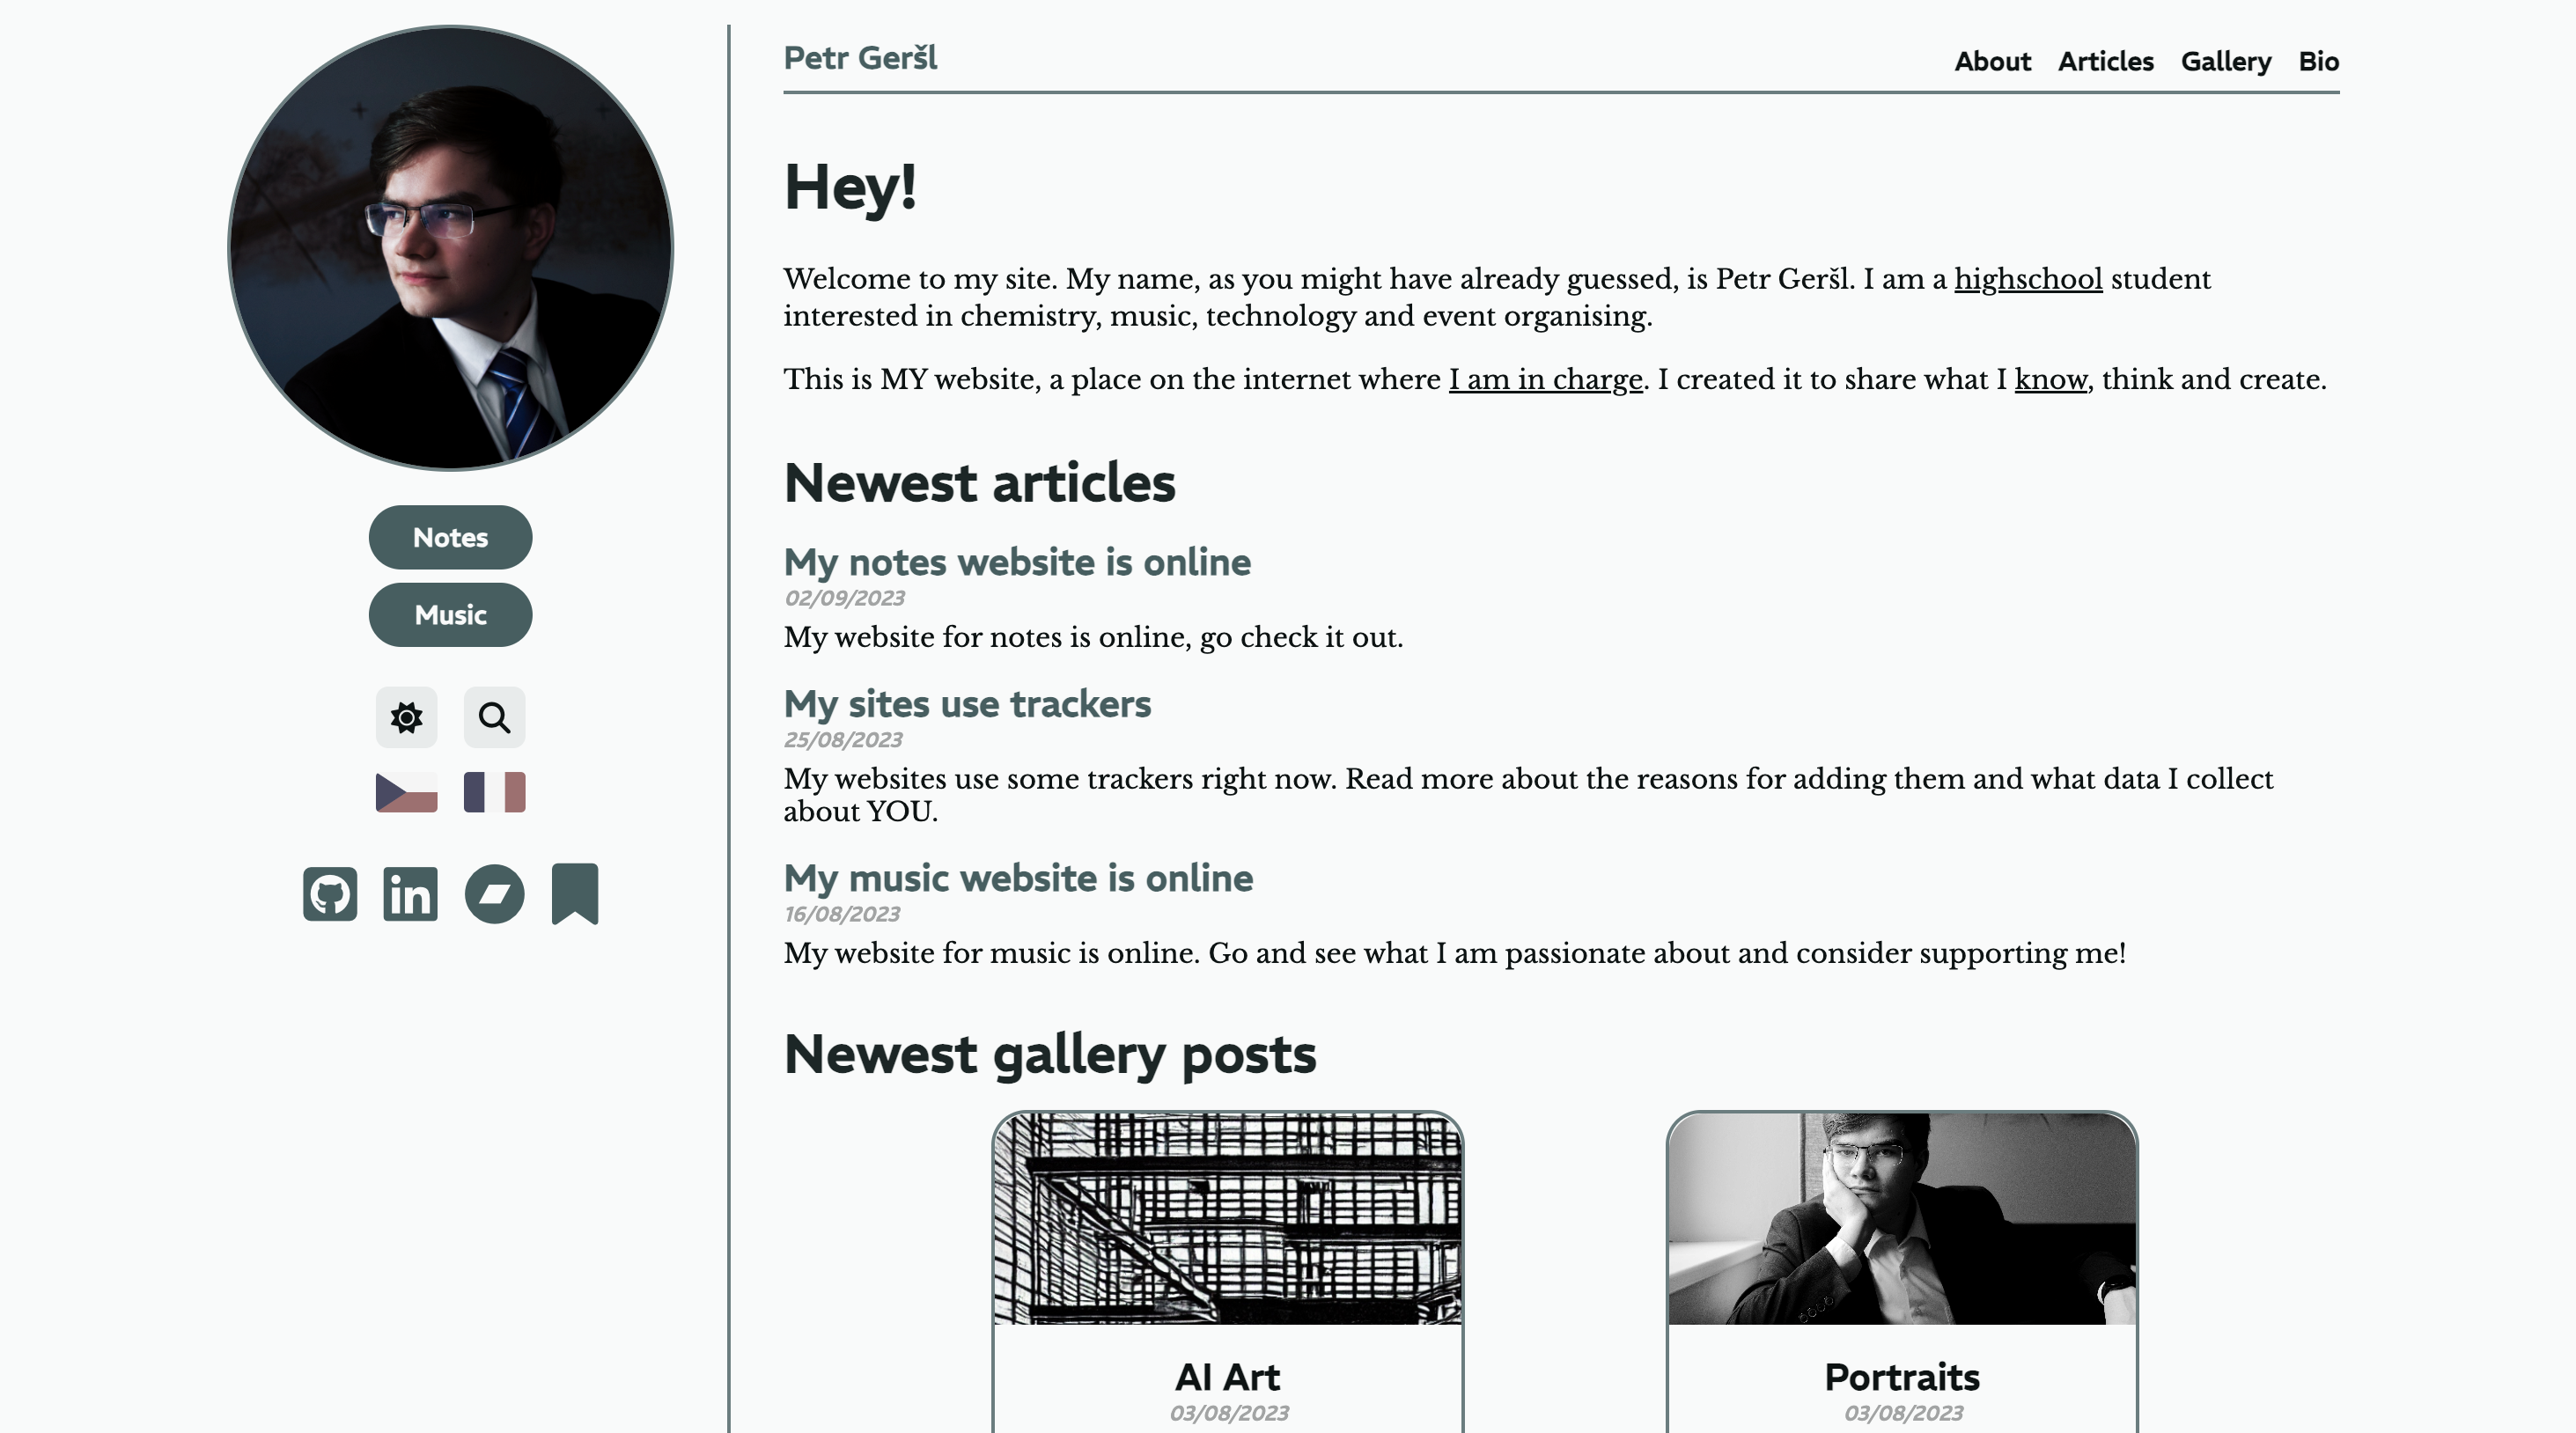 Petr Geršl
About Articles Gallery Bio
Hey!
Welcome to my site. My name, as you might have already guessed, is Petr Geršl. I am a highschool student
interested in chemistry, music, technology and event organising.
This is MY website, a place on the internet where I am in charge. I created it to share what I know, think and create.
Notes
Music
in
Newest articles
My notes website is online
02/09/2023
My website for notes is online, go check it out.
My sites use trackers
25/08/2023
My websites use some trackers right now. Read more about the reasons for adding them and what data I collect
about YOU.
My music website is online
16/08/2023
My website for music is online. Go and see what I am passionate about and consider supporting me!
Newest gallery posts
AI Art
03/08/2023
Portraits
03/08/2023